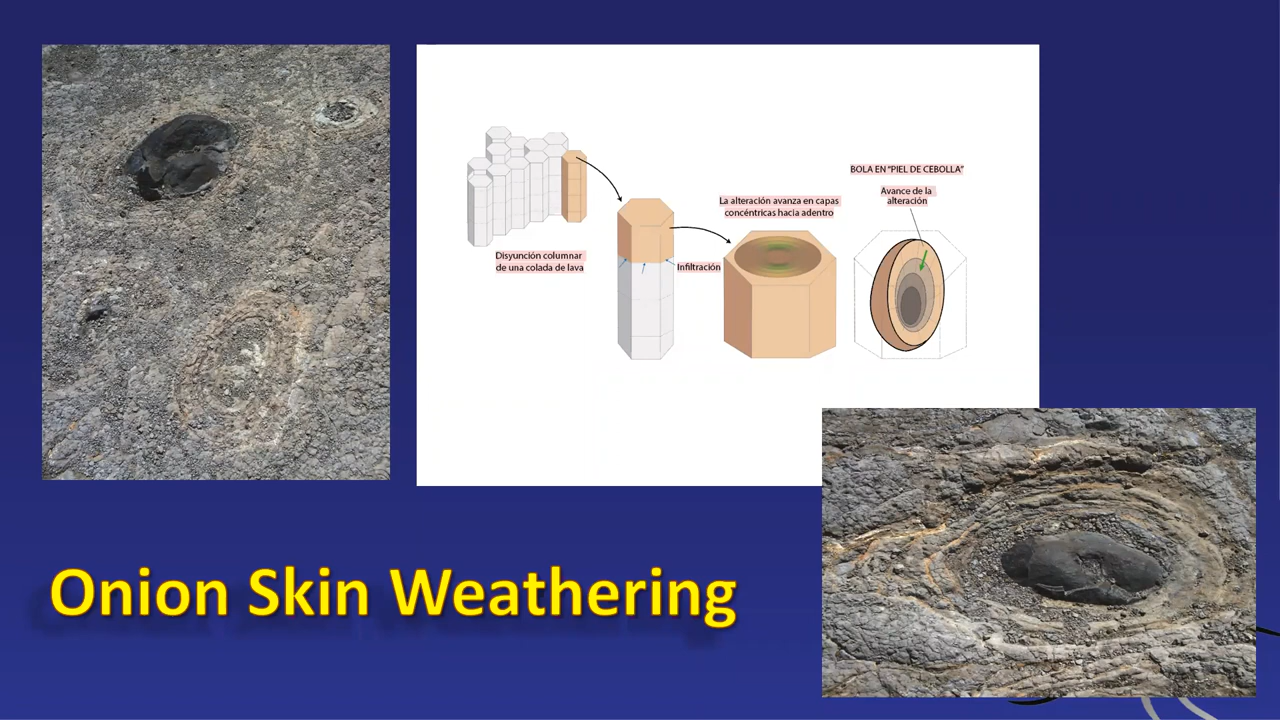 BOLA EN “PIEL DE CEBOLLA”
Avance de la
alteración
La alteración avanza en capas
concéntricas hacia adentro
Disyunción columnar
de una colada de lava
Infiltración
Onion Skin Weathering